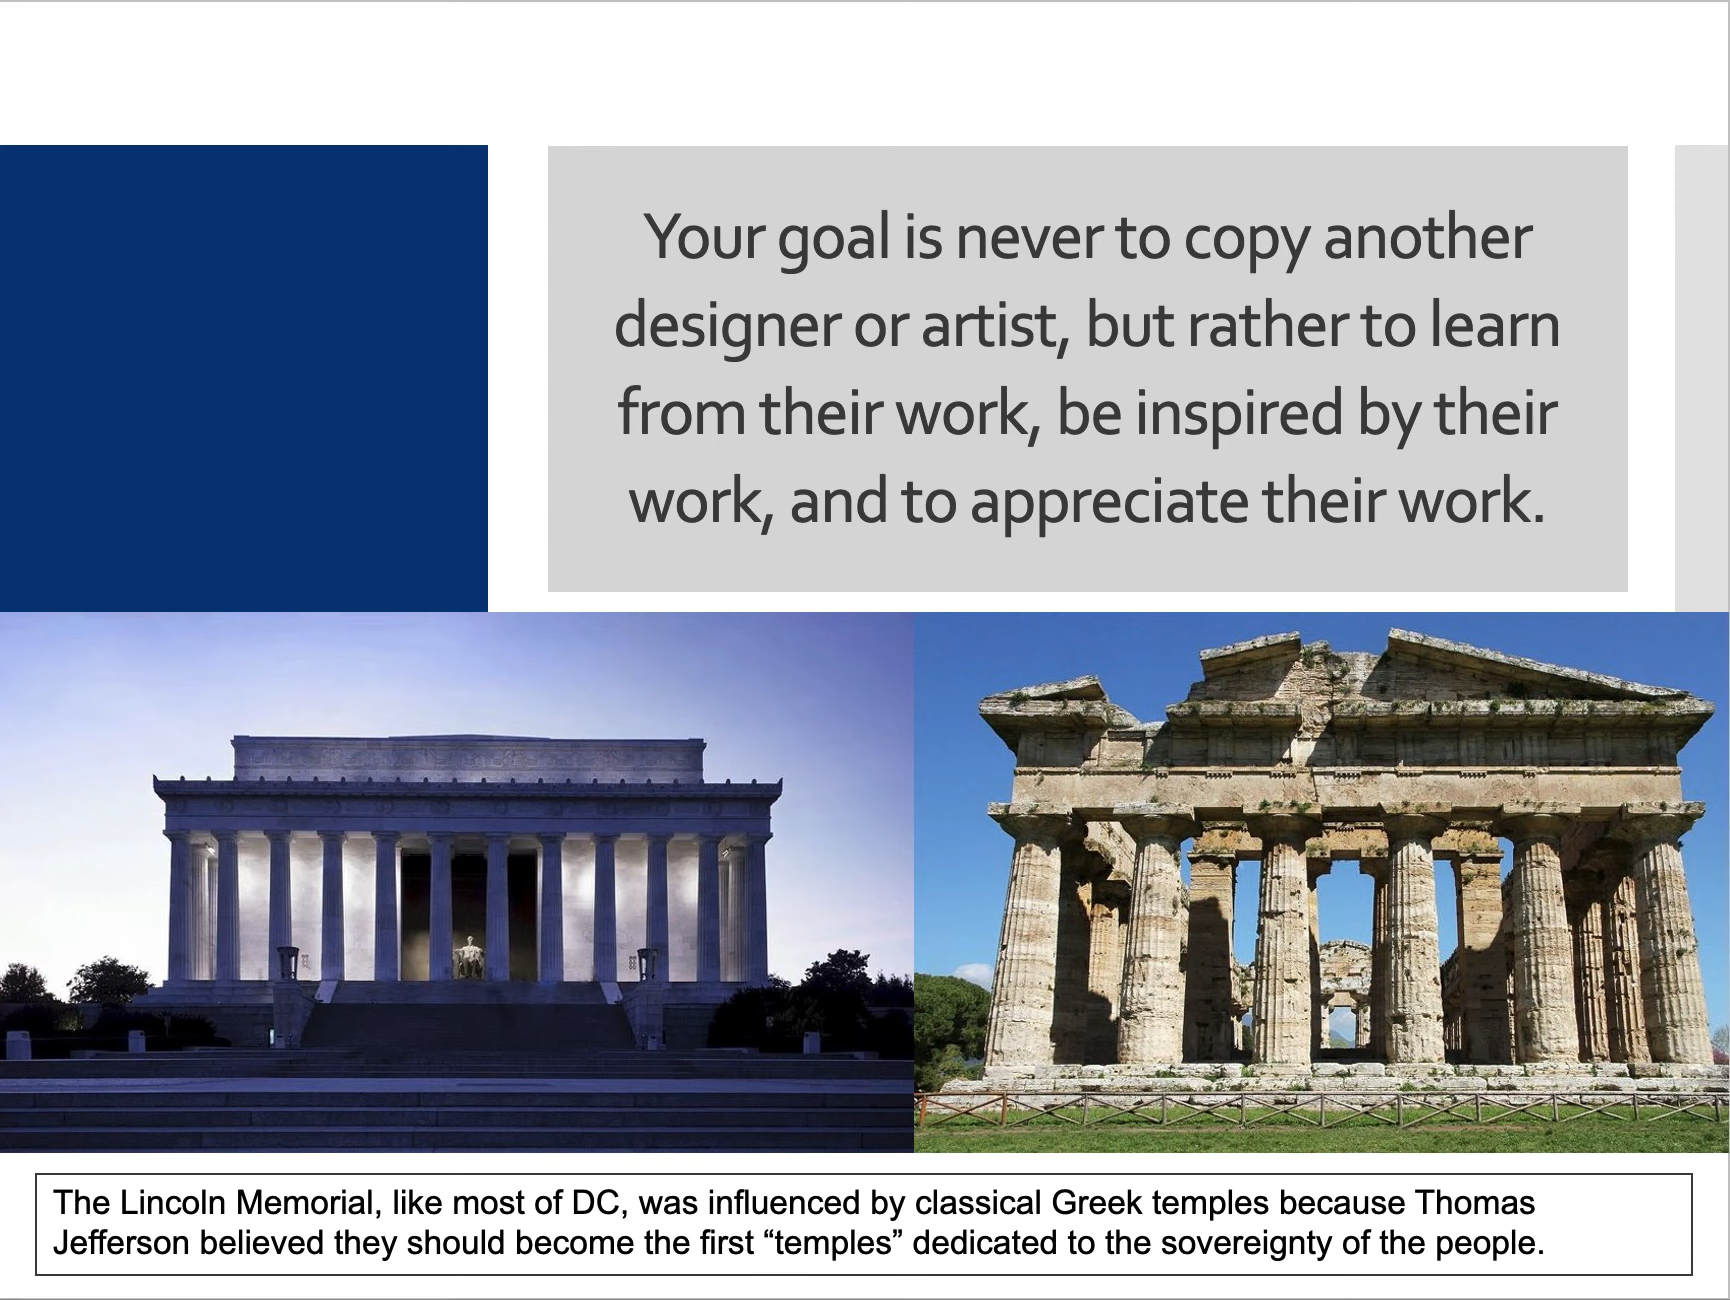 Your goal is never to copy another
designer or artist, but rather to learn
from their work, be inspired by their
work, and to appreciate their work.
The Lincoln Memorial, like most of DC, was influenced by classical Greek temples because Thomas
Jefferson believed they should become the first “temples” dedicated to the sovereignty of the people.